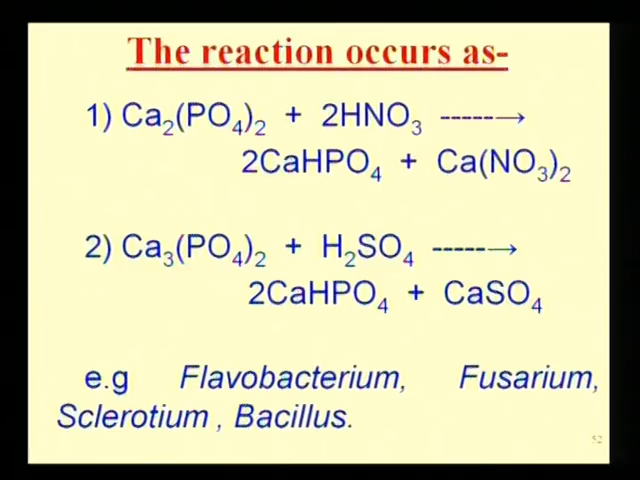 The reaction occurs as-
1) Ca₂(PO₄)₂ + 2HNO₃ -----→
2CaHPO₄ + Ca(NO₃)₂
2) Ca₃(PO₄)₂ + H₂SO₄ -----→
2CaHPO₄ + CaSO₄
e.g Flavobacterium, Fusarium,
Sclerotium , Bacillus.
52